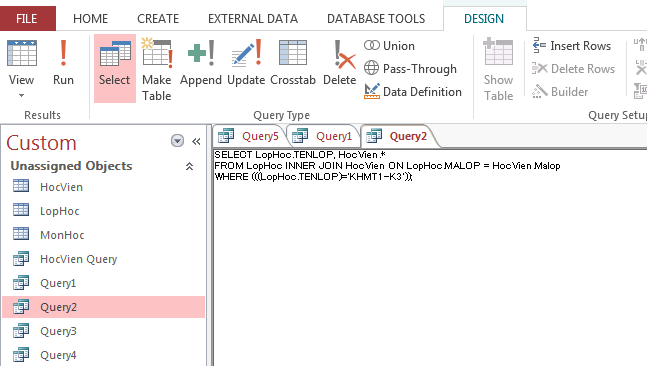 FILE HOME CREATE EXTERNAL DATA DATABASE TOOLS DESIGN
View Run Select Make Table Append Update Crosstab Delete
Union
Pass-Through
Data Definition
Show Table
Insert Rows
Delete Rows
Builder
Results Query Type Query Setup
Custom
Unassigned Objects
HocVien
LopHoc
MonHoc
HocVien Query
Query1
Query2
Query3
Query4
Query5 Query1 Query2
SELECT LopHoc.TENLOP, HocVien.*
FROM LopHoc INNER JOIN HocVien ON LopHoc.MALOP = HocVien.Malop
WHERE (((LopHoc.TENLOP)='KHMT1-K3'));